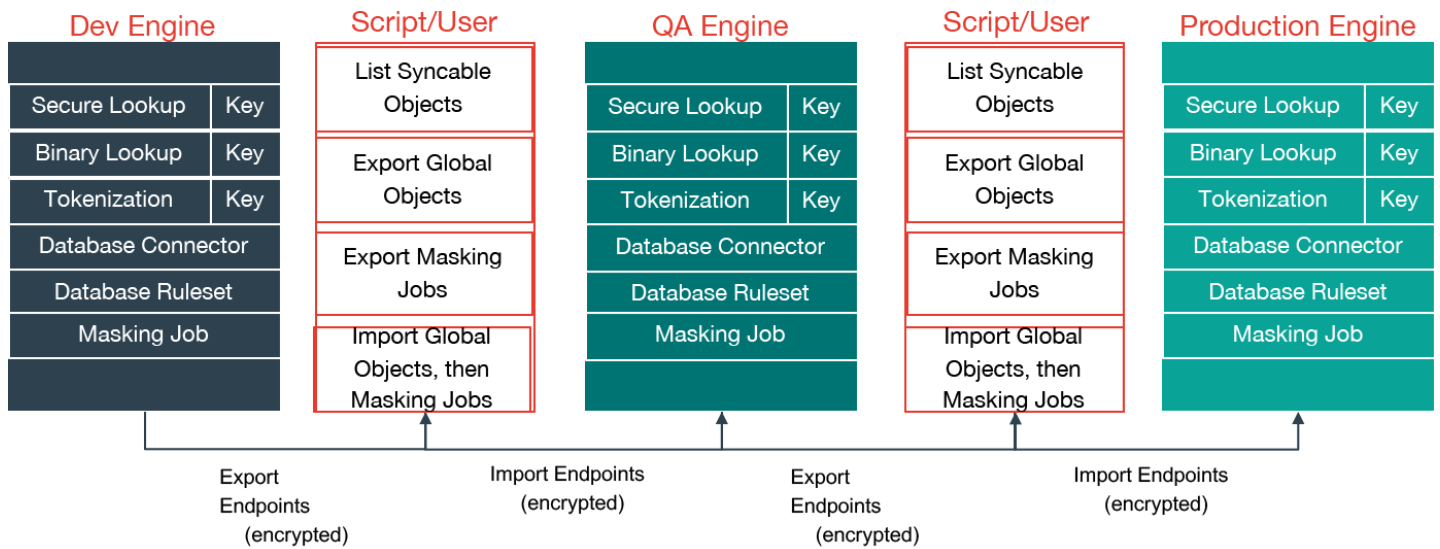 Dev Engine
Secure Lookup Key
Binary Lookup Key
Tokenization Key
Database Connector
Database Ruleset
Masking Job
Script/User
List Syncable
Objects
Export Global
Objects
Export Masking
Jobs
Import Global
Objects, then
Masking Jobs
QA Engine
Secure Lookup Key
Binary Lookup Key
Tokenization Key
Database Connector
Database Ruleset
Masking Job
Script/User
List Syncable
Objects
Export Global
Objects
Export Masking
Jobs
Import Global
Objects, then
Masking Jobs
Production Engine
Secure Lookup Key
Binary Lookup Key
Tokenization Key
Database Connector
Database Ruleset
Masking Job
Export
Endpoints
(encrypted)
Import Endpoints
(encrypted)
Export
Endpoints
(encrypted)
Import Endpoints
(encrypted)